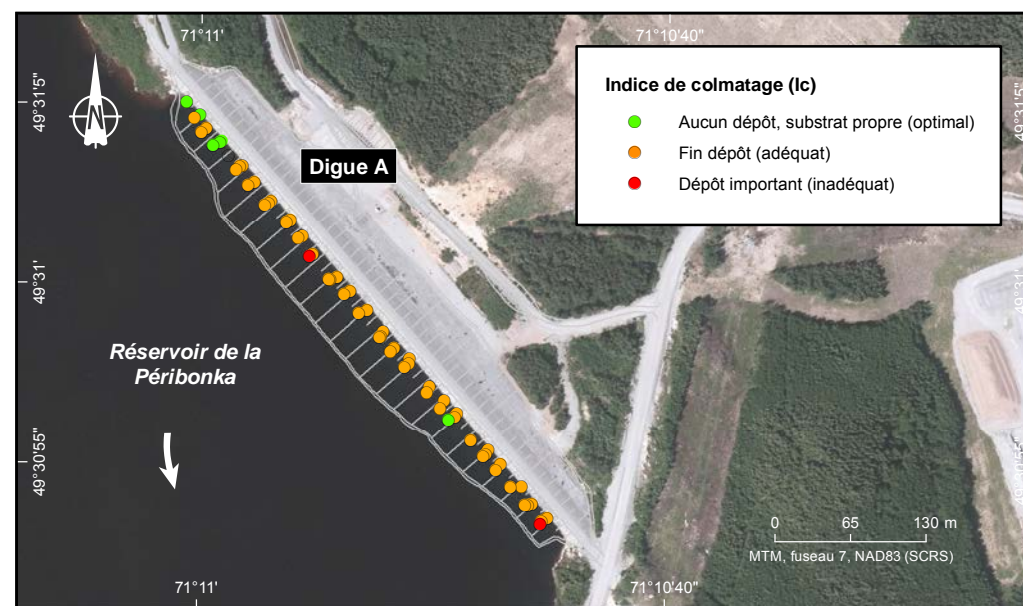 71°11'
71°10'40"
49°31'5"
49°31'5"
Indice de colmatage (Ic)
Aucun dépôt, substrat propre (optimal)
Fin dépôt (adéquat)
Dépôt important (inadéquat)
Digue A
49°31'
49°31'
Réservoir de la
Péribonka
49°30'55"
49°30'55"
0 65 130 m
MTM, fuseau 7, NAD83 (SCRS)
71°11'
71°10'40"